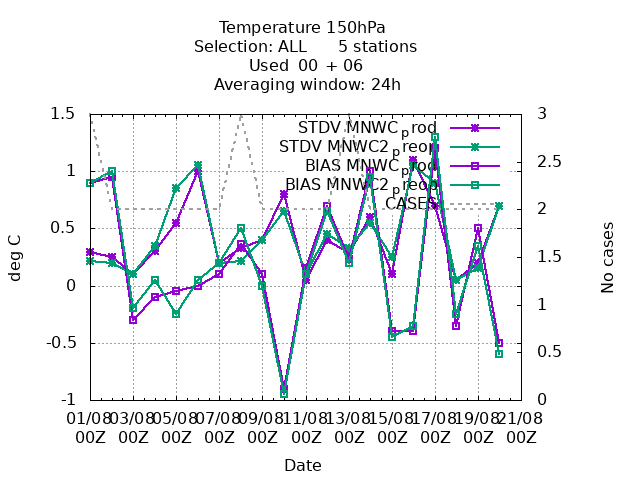 Temperature 150hPa
Selection: ALL 5 stations
Used 00 + 06
Averaging window: 24h
1.5
1
0.5
0
-0.5
-1
deg C
3
2.5
2
1.5
1
0.5
0
No cases
STDV MNWC_prod
STDV MNWC2_preop
BIAS MNWC_prod
BIAS MNWC2_preop
CASES
01/08 03/08 05/08 07/08 09/08 11/08 13/08 15/08 17/08 19/08 21/08
00Z 00Z 00Z 00Z 00Z 00Z 00Z 00Z 00Z 00Z 00Z
Date